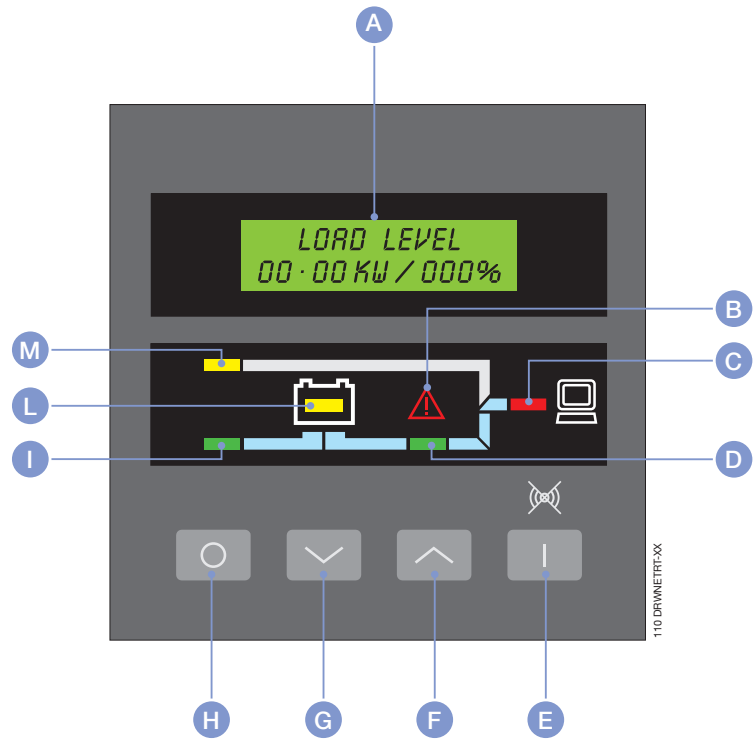 A
LOAD LEVEL
00.00KW/000%
B
M
C
L
I
D
110 DRWNETRT-XX
H
G
F
E